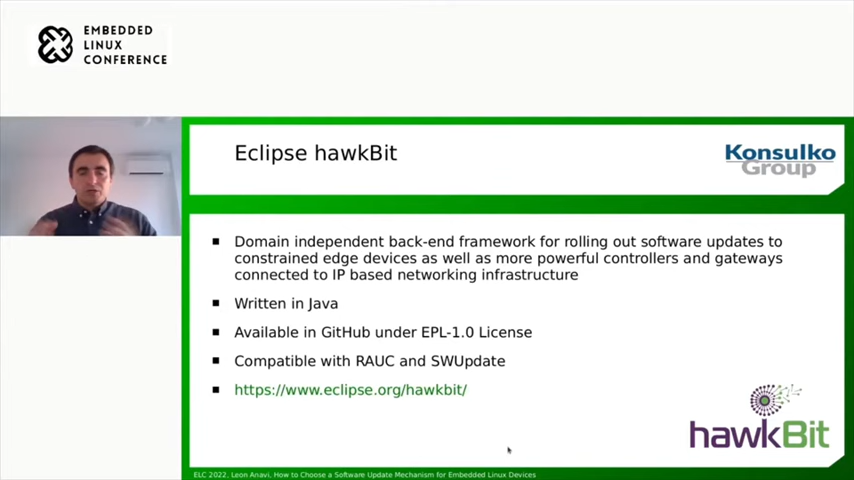 EMBEDDED
LINUX
CONFERENCE
Eclipse hawkBit
Konsulko
Group
▪ Domain independent back-end framework for rolling out software updates to
constrained edge devices as well as more powerful controllers and gateways
connected to IP based networking infrastructure
▪ Written in Java
▪ Available in GitHub under EPL-1.0 License
▪ Compatible with RAUC and SWUpdate
▪ https://www.eclipse.org/hawkbit/
hawkBit
ELC 2022, Leon Anavi, How to Choose a Software Update Mechanism for Embedded Linux Devices